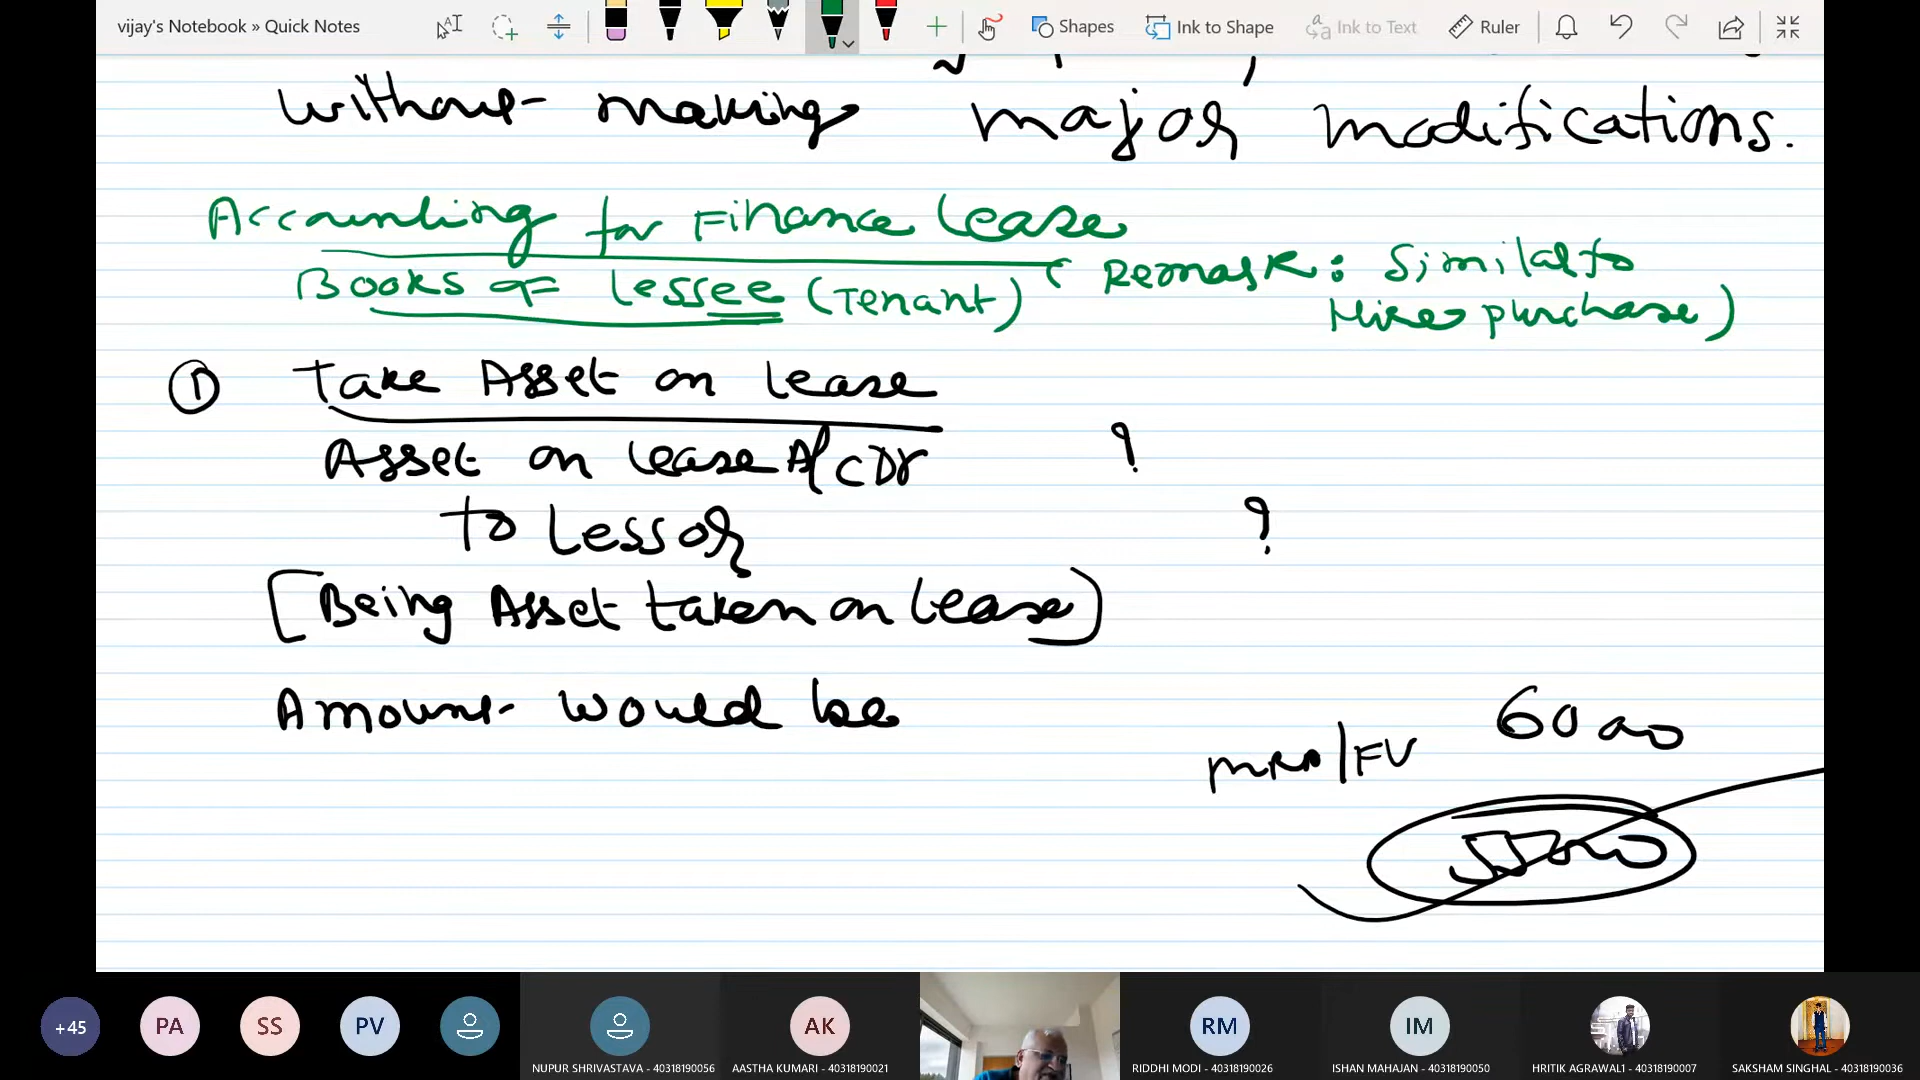 vijay's Notebook » Quick Notes
Shapes
Ink to Shape
Ink to Text
Ruler
without making major modifications.
Accounting for Finance Lease
Books of Lessee (Tenant) (Remark: Similar to
Hire purchase)
① Take Asset on Lease
Asset on Lease A/C Dr ?
To Lessor ?
[Being Asset taken on Lease)
Amount would be
6000
MRP/FV
+45
PA
SS
PV
AK
RM
IM
NUPUR SHRIVASTAVA - 40318190056
AASTHA KUMARI - 40318190021
RIDDHI MODI - 40318190026
ISHAN MAHAJAN - 40318190050
HRITIK AGRAWAL1 - 40318190007
SAKSHAM SINGHAL - 40318190036